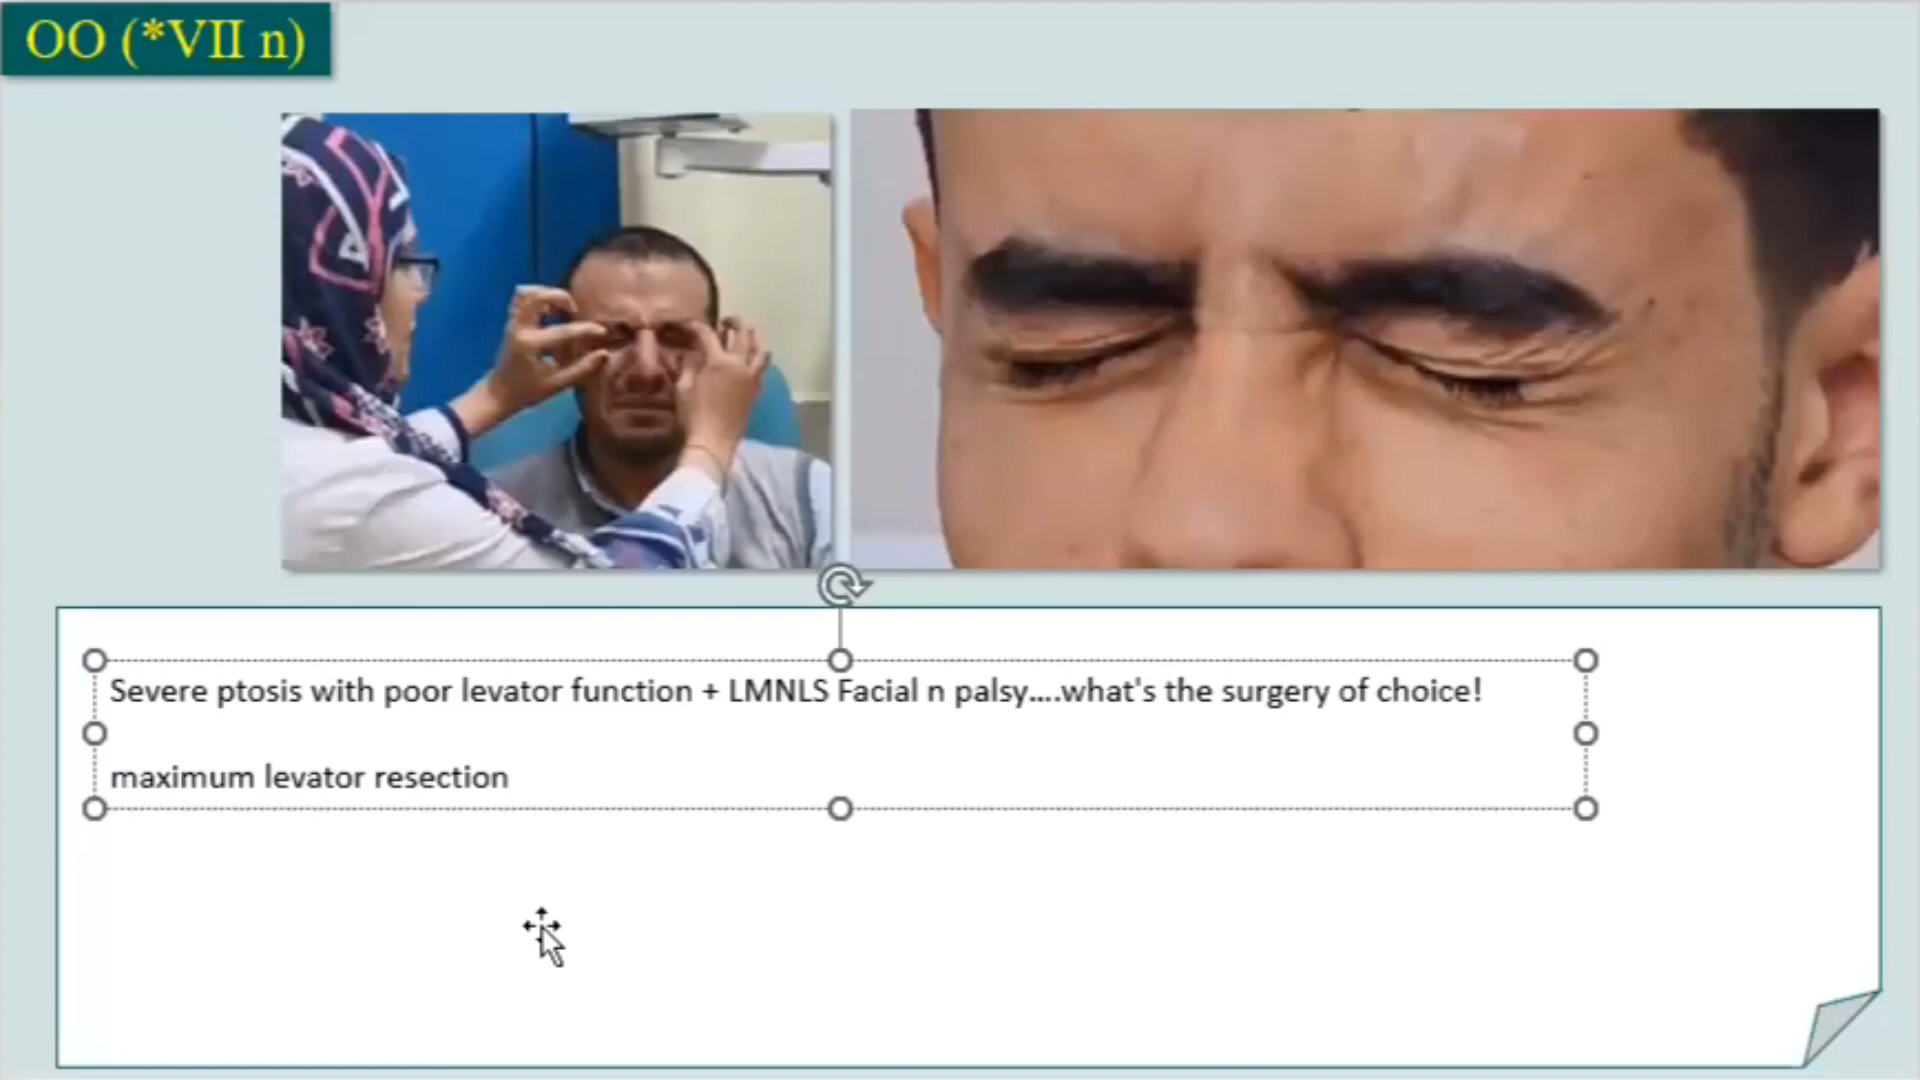 OO (*VII n)
Severe ptosis with poor levator function + LMNLS Facial n palsy....what's the surgery of choice!
maximum levator resection